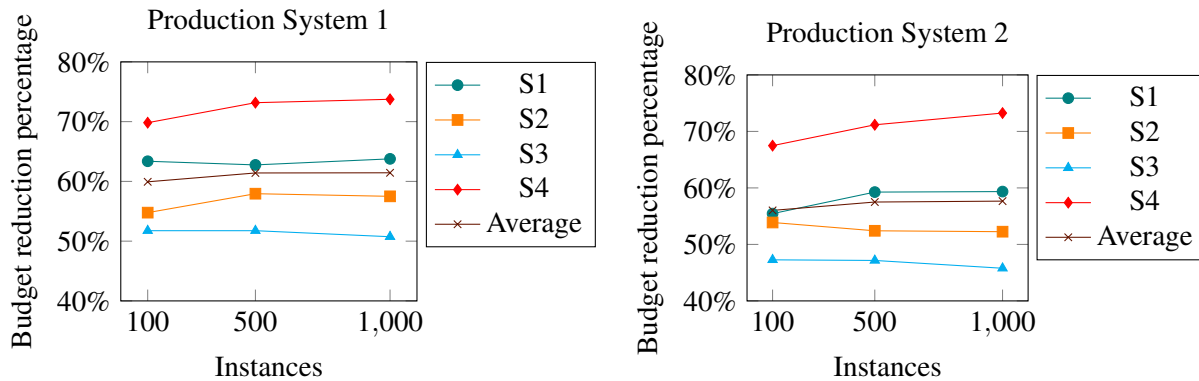 Production System 1
Budget reduction percentage
80%
70%
60%
50%
40%
100
500
1,000
Instances
S1
S2
S3
S4
Average
Production System 2
Budget reduction percentage
80%
70%
60%
50%
40%
100
500
1,000
Instances
S1
S2
S3
S4
Average